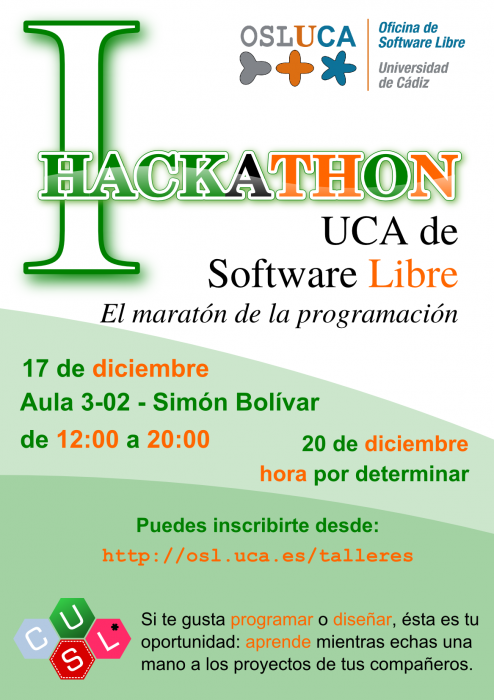 I
OSLUCA
Oficina de
Software Libre
Universidad
de Cádiz
HACKATHON
UCA de
Software Libre
El maratón de la programación
17 de diciembre
Aula 3-02 - Simón Bolívar
de 12:00 a 20:00
20 de diciembre
hora por determinar
Puedes inscribirte desde:
http://osl.uca.es/talleres
CUSL*
Si te gusta programar o diseñar, ésta es tu
oportunidad: aprende mientras echas una
mano a los proyectos de tus compañeros.